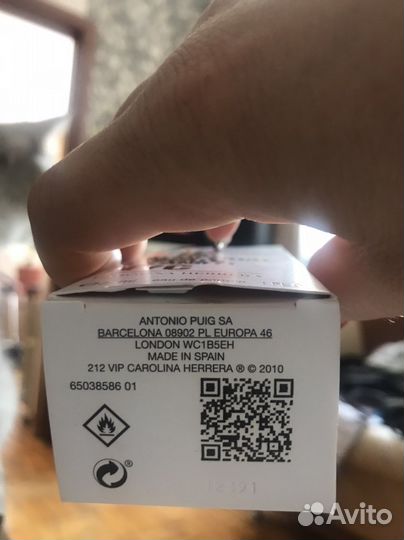 ANTONIO PUIG SA
BARCELONA 08902 PL EUROPA 46
LONDON WC1B5EH
MADE IN SPAIN
212 VIP CAROLINA HERRERA ® © 2010
65038586 01
Avito